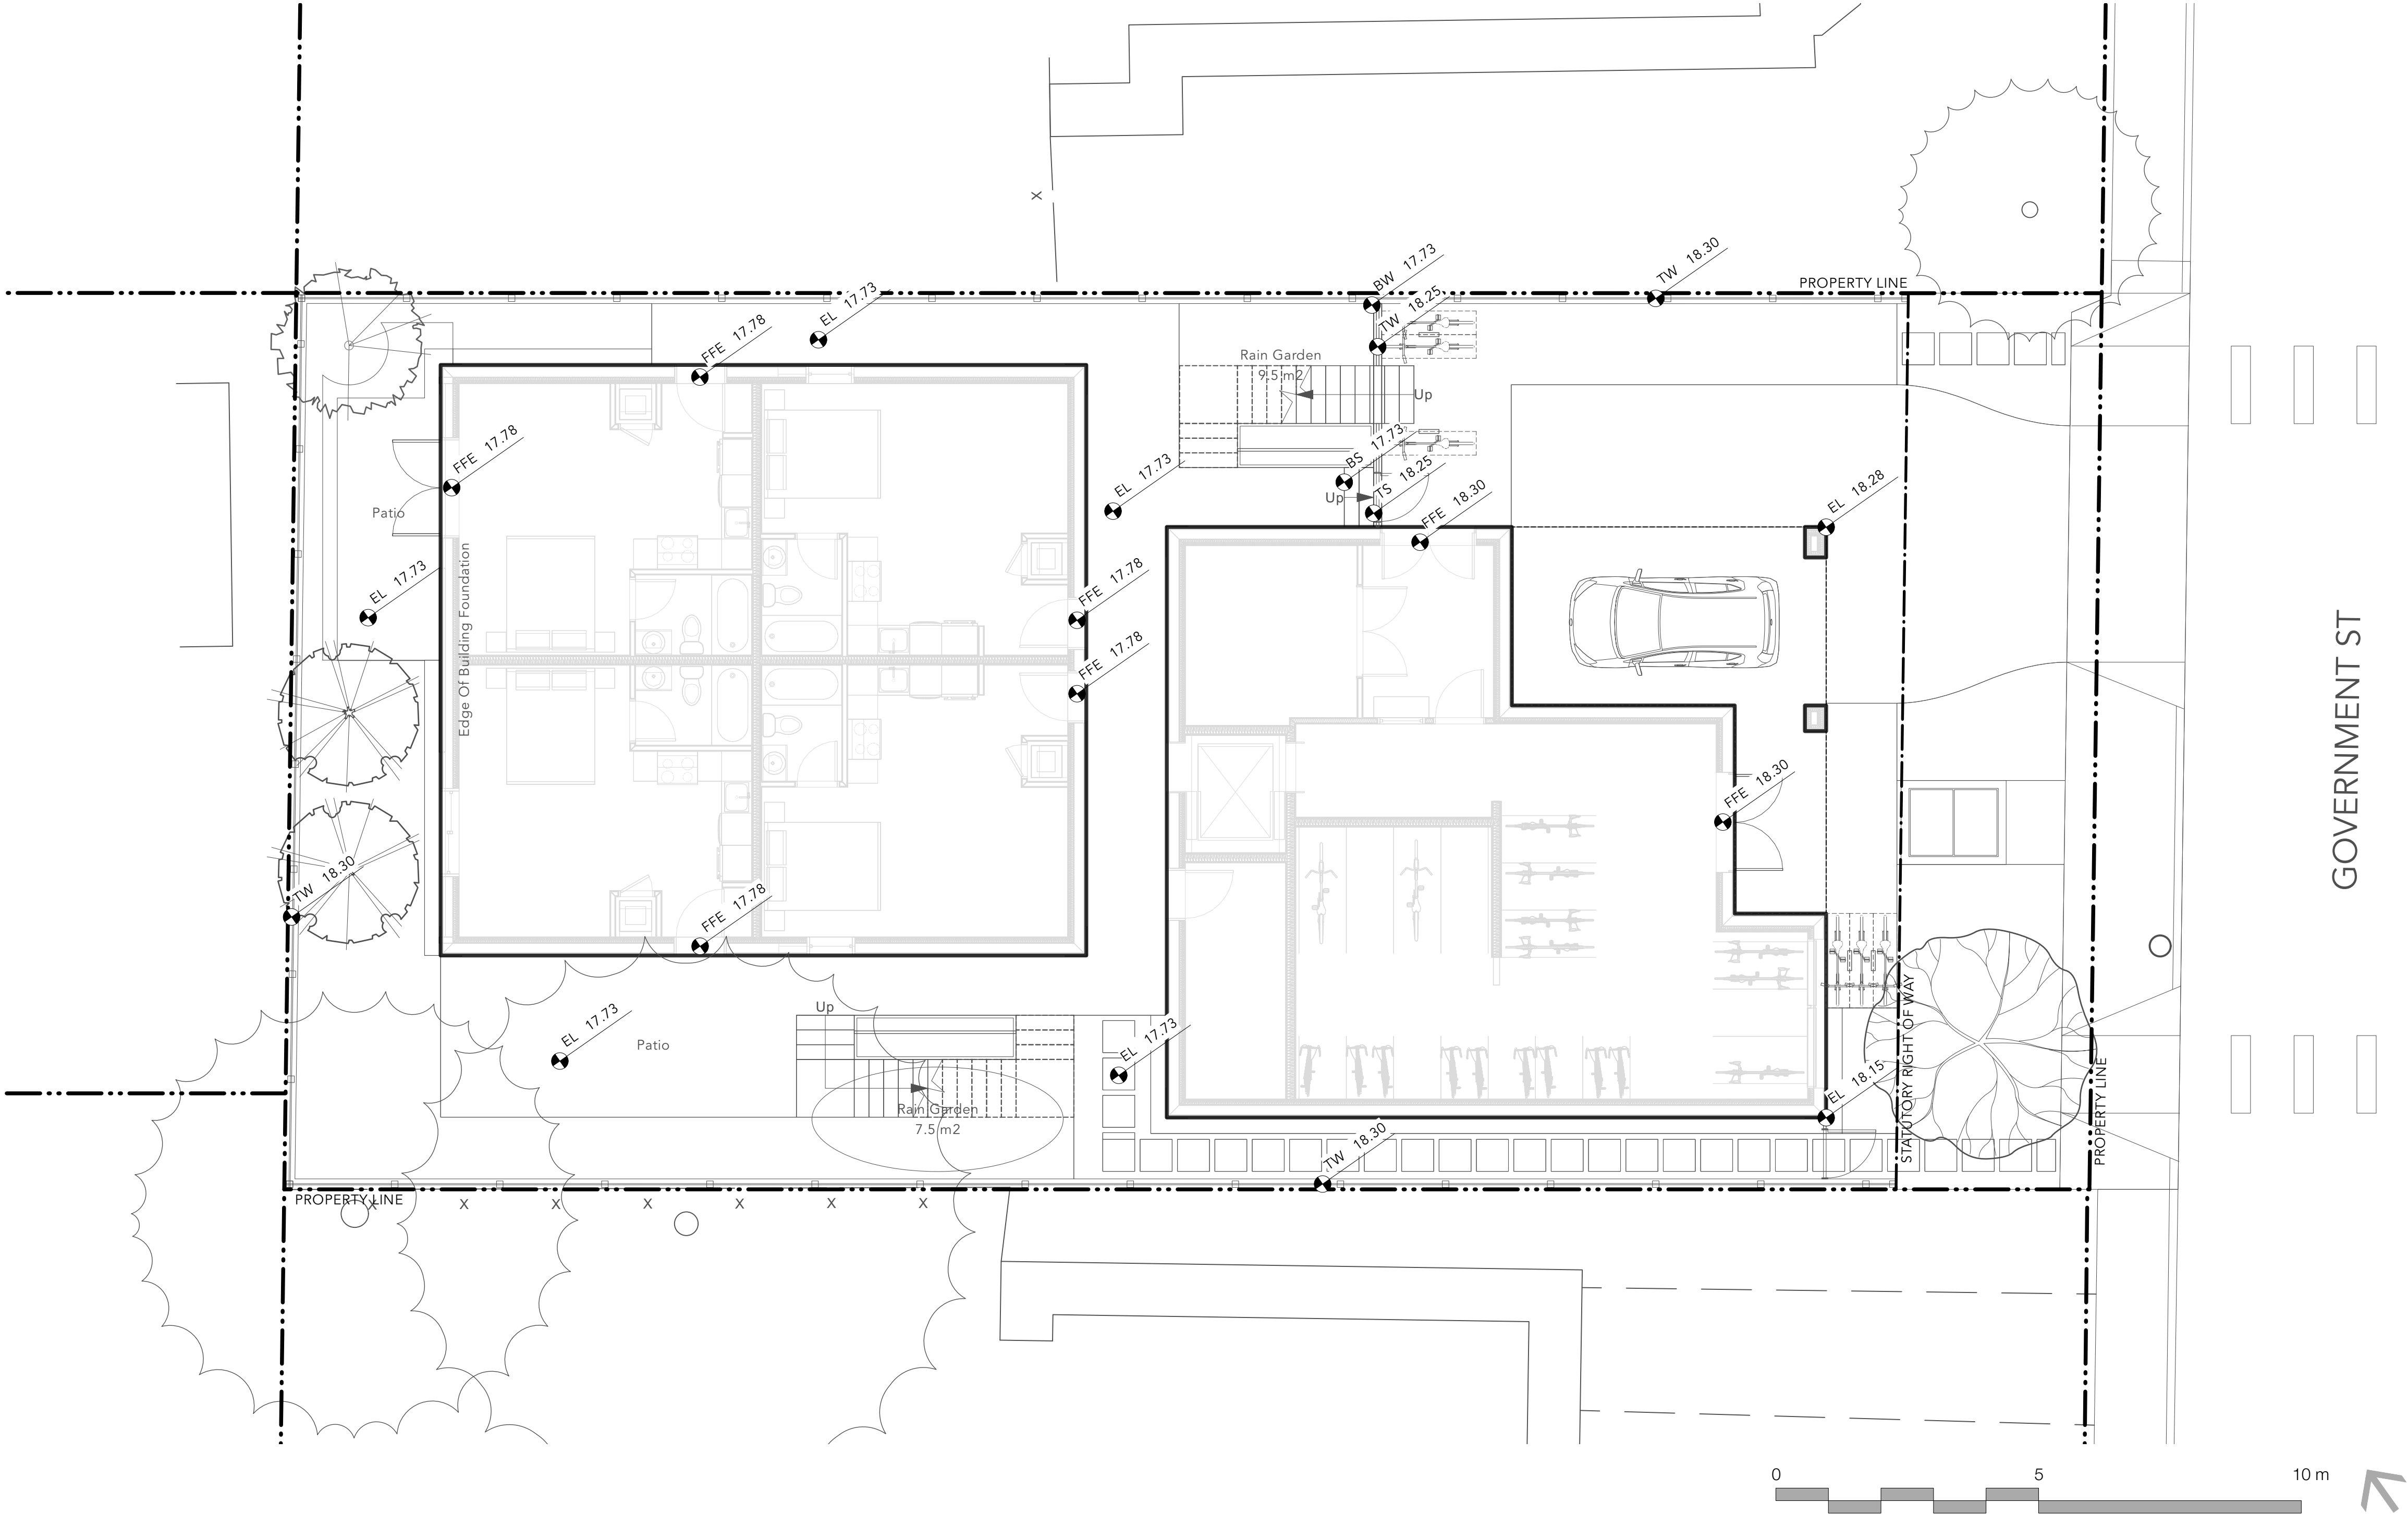 BW 17.73
TW 18.30
PROPERTY LINE
EL 17.73
TW 18.25
FFE 17.78
Rain Garden
9.5 m2
Up
FFE 17.78
BS 17.73
EL 17.73
TS 18.25
Up
FFE 18.30
EL 18.28
Patio
Edge Of Building Foundation
EL 17.73
FFE 17.78
FFE 17.78
GOVERNMENT ST
FFE 18.30
TW 18.30
FFE 17.78
Up
EL 17.73
Patio
EL 17.73
STATUTORY RIGHT OF WAY
PROPERTY LINE
EL 18.15
Rain Garden
7.5 m2
TW 18.30
PROPERTY LINE
X
X X X X X X X
0 5 10 m